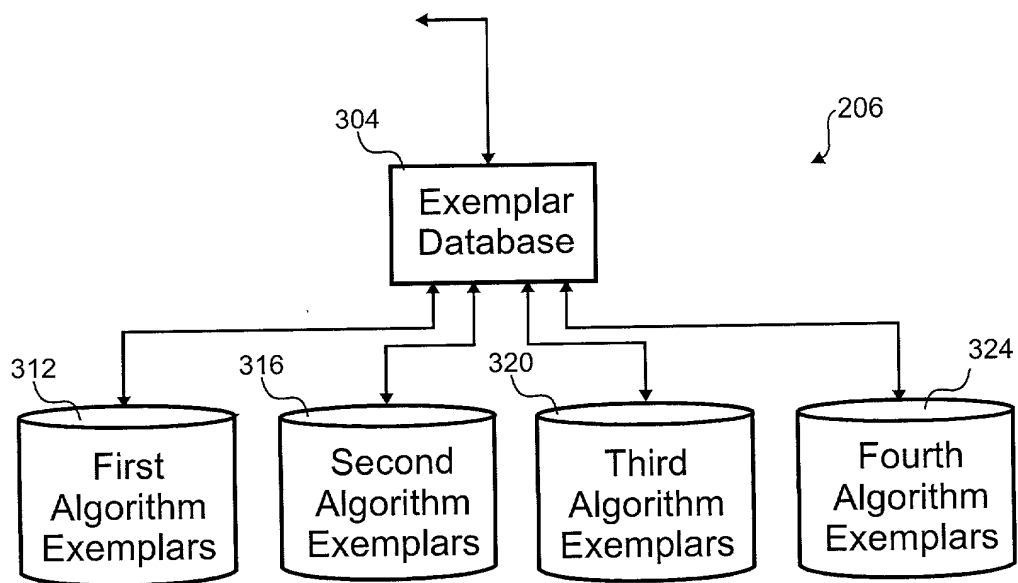 206
304
Exemplar
Database
312
316
320
324
First
Algorithm
Exemplars
Second
Algorithm
Exemplars
Third
Algorithm
Exemplars
Fourth
Algorithm
Exemplars